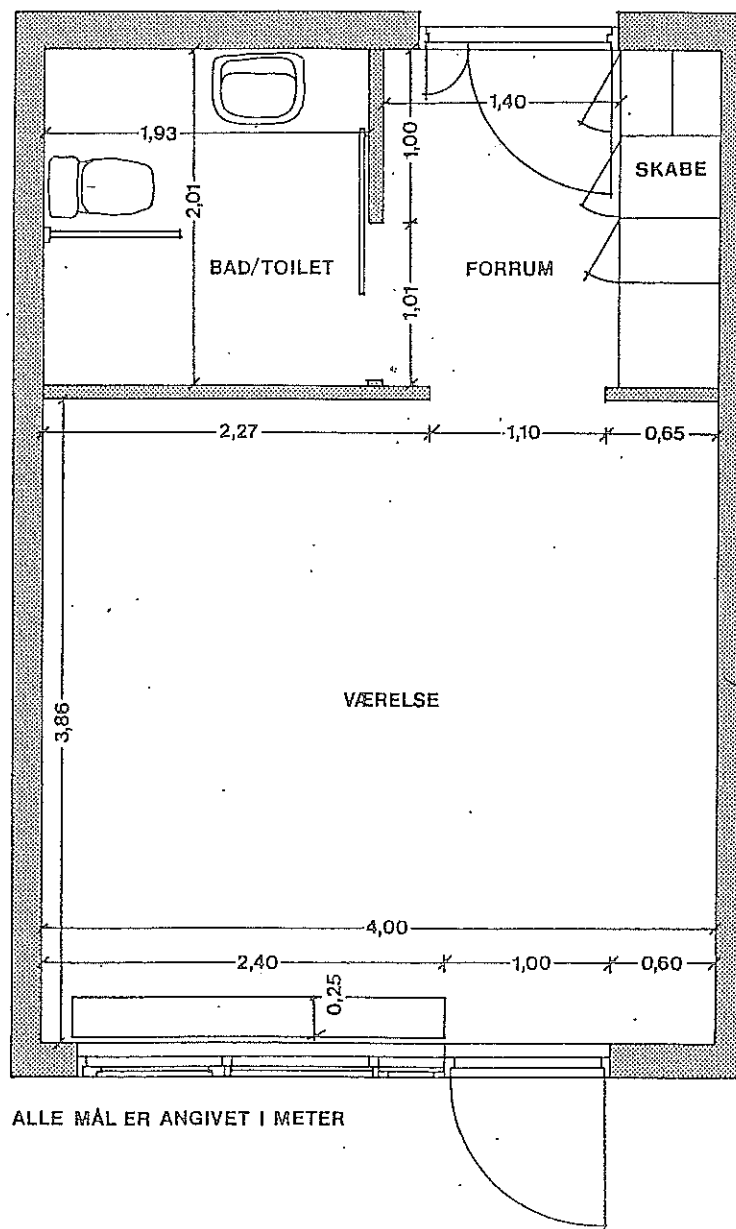 1,40
1,93
1,00
2,01
SKABE
BAD/TOILET
FORRUM
1,01
2,27
1,10
0,65
VÆRELSE
3,86
4,00
2,40
1,00
0,60
0,25
ALLE MÅL ER ANGIVET I METER